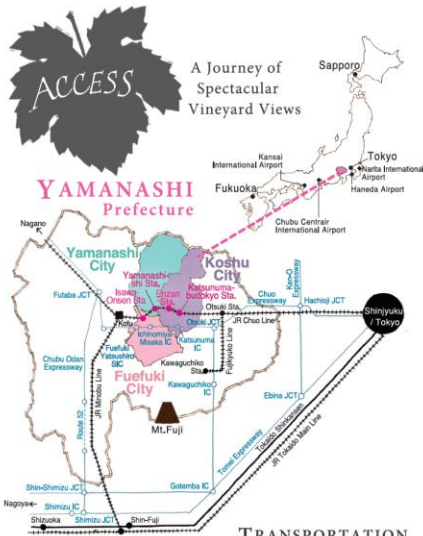 ACCESS
A Journey of
Spectacular
Vineyard Views
Sapporo
Kansai
International Airport
Tokyo
Narita International
Airport
Haneda Airport
Fukuoka
Chubu Centrair
International Airport
YAMANASHI
Prefecture
Nagano
Yamanashi
City
Koshu
City
Yamanashi-
shi Sta.
Isawa-
Onsen Sta.
Enzan
Sta.
Katsunuma-
budokyo Sta.
Futaba JCT
Kofu
Ichinomiya-
Misaka IC
Otsuki JCT
Otsuki Sta.
Chuo
Expressway
Ken-O
Expressway
Hachioji JCT
JR Chuo Line
Shinjyuku
/ Tokyo
Katsunuma
IC
Fuefuki
Yatsushiro
SIC
Fuefuki
City
Kawaguchiko
Sta.
Fujikyuko Line
Kawaguchiko
IC
Chubu Odan
Expressway
JR Minobu Line
Route 52
Mt.Fuji
Ebina JCT
Tomei Expressway
Tokaido Shinkansen
JR Tokaido Main Line
Shin-Shimizu JCT
Gotemba IC
Nagoya
Shimizu IC
Shizuoka
Shimizu JCT
Shin-Fuji
TRANSPORTATION